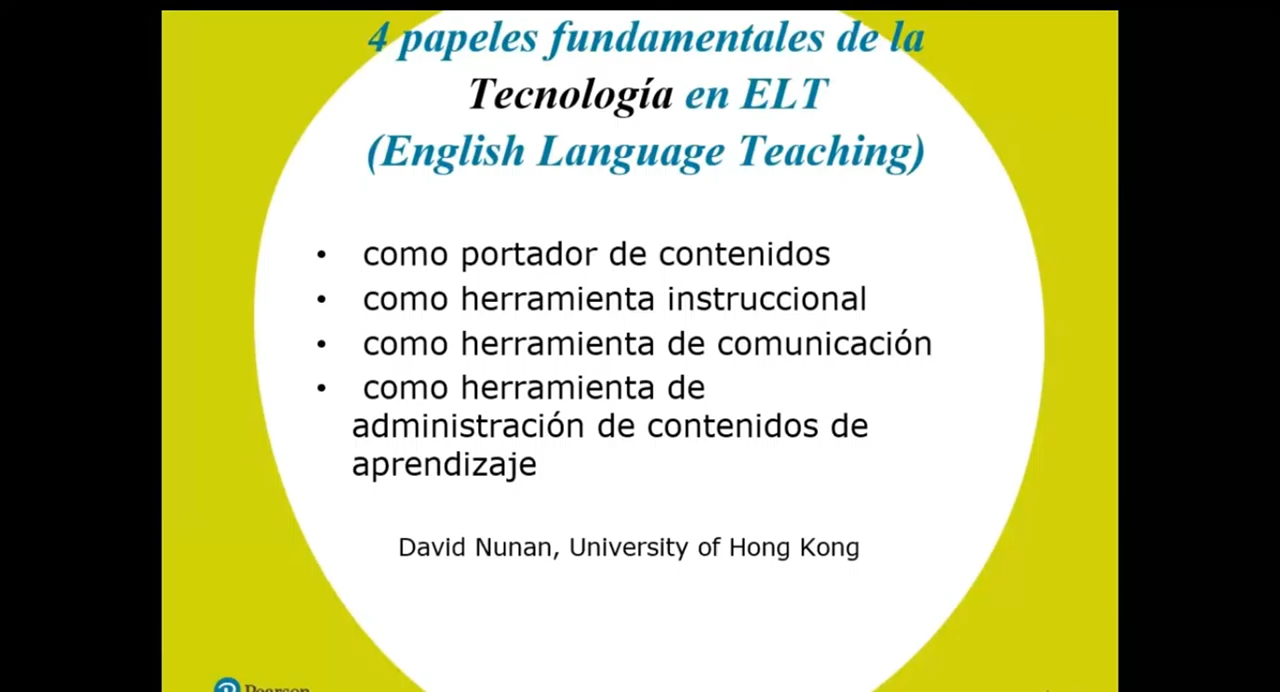 4 papeles fundamentales de la
Tecnología en ELT
(English Language Teaching)
• como portador de contenidos
• como herramienta instruccional
• como herramienta de comunicación
• como herramienta de
administración de contenidos de
aprendizaje
David Nunan, University of Hong Kong
Pearson